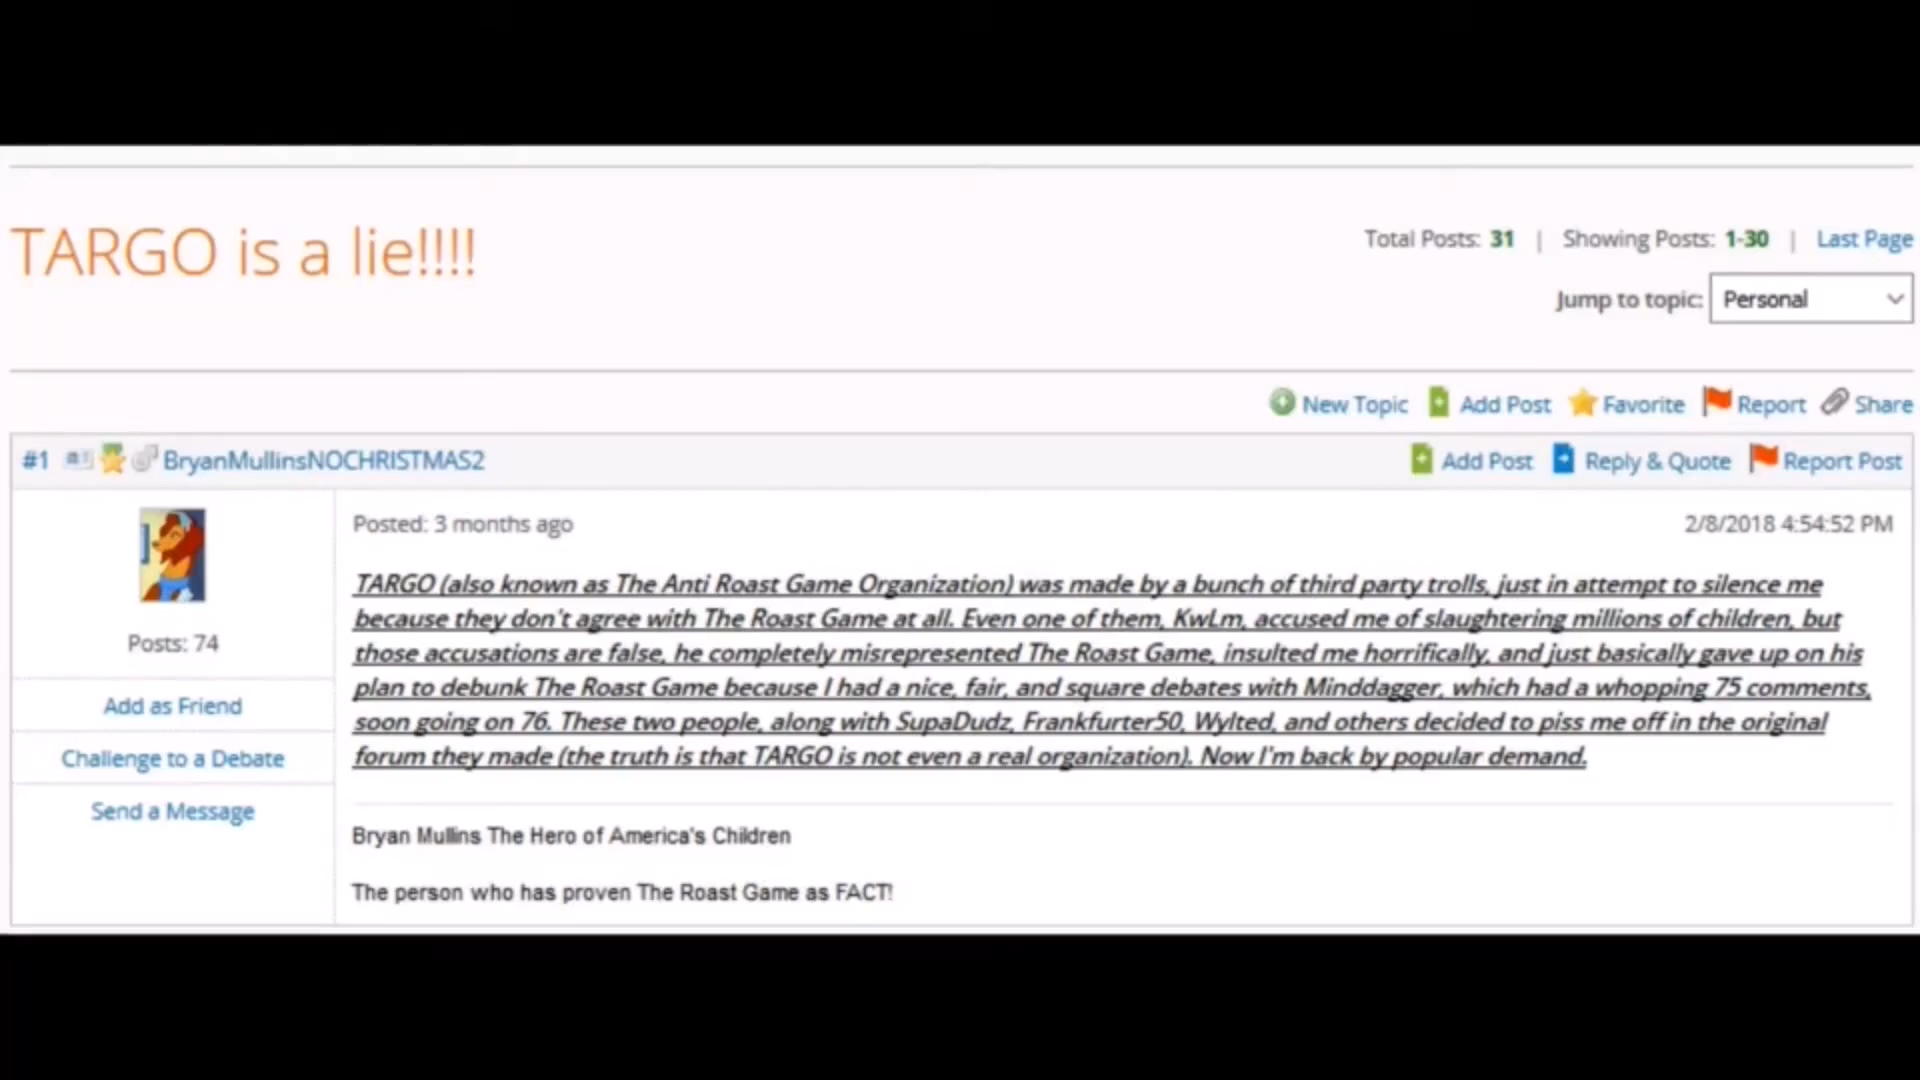 TARGO is a lie!!!!
Total Posts: 31 | Showing Posts: 1-30 | Last Page
Jump to topic: Personal
New Topic Add Post Favorite Report Share
#1 BryanMullinsNOCHRISTMAS2 Add Post Reply & Quote Report Post
Posts: 74
Add as Friend
Challenge to a Debate
Send a Message
Posted: 3 months ago 2/8/2018 4:54:52 PM
TARGO (also known as The Anti Roast Game Organization) was made by a bunch of third party trolls, just in attempt to silence me
because they don't agree with The Roast Game at all. Even one of them, KwLm, accused me of slaughtering millions of children, but
those accusations are false, he completely misrepresented The Roast Game, insulted me horrifically, and just basically gave up on his
plan to debunk The Roast Game because I had a nice, fair, and square debates with Minddagger, which had a whopping 75 comments,
soon going on 76. These two people, along with SupaDudz, Frankfurter50, Wylted, and others decided to piss me off in the original
forum they made (the truth is that TARGO is not even a real organization). Now I'm back by popular demand.
Bryan Mullins The Hero of America's Children
The person who has proven The Roast Game as FACT!